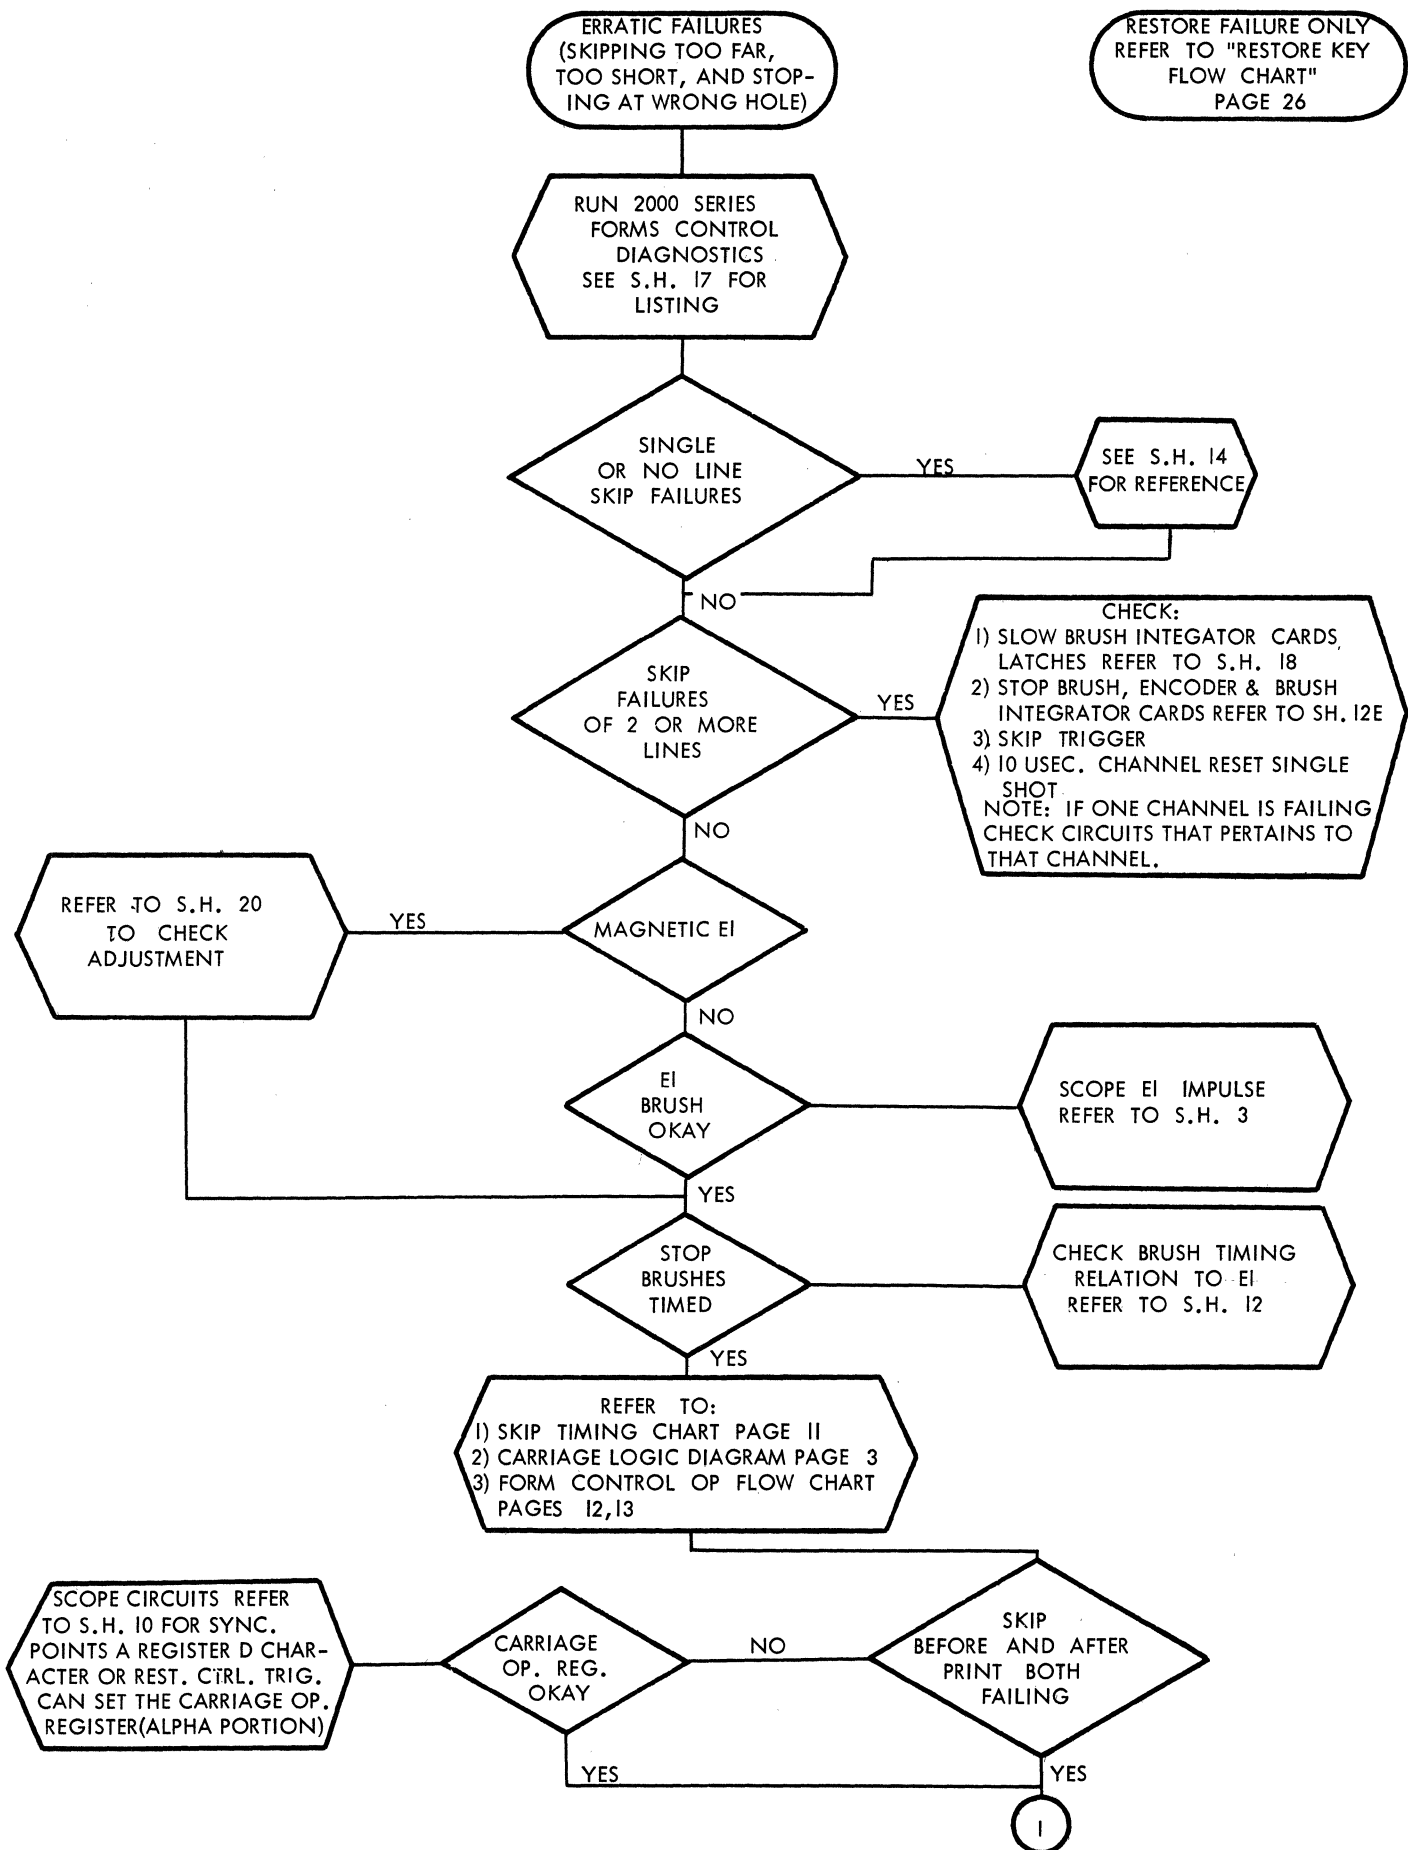 ERRATIC FAILURES
(SKIPPING TOO FAR,
TOO SHORT, AND STOP-
ING AT WRONG HOLE)
RESTORE FAILURE ONLY
REFER TO "RESTORE KEY
FLOW CHART"
PAGE 26
RUN 2000 SERIES
FORMS CONTROL
DIAGNOSTICS
SEE S.H. 17 FOR
LISTING
SINGLE
OR NO LINE
SKIP FAILURES
YES
SEE S.H. 14
FOR REFERENCE
NO
SKIP
FAILURES
OF 2 OR MORE
LINES
YES
CHECK:
1) SLOW BRUSH INTEGATOR CARDS,
LATCHES REFER TO S.H. 18
2) STOP BRUSH, ENCODER & BRUSH
INTEGRATOR CARDS REFER TO SH. 12E
3) SKIP TRIGGER
4) 10 USEC. CHANNEL RESET SINGLE
SHOT
NOTE: IF ONE CHANNEL IS FAILING
CHECK CIRCUITS THAT PERTAINS TO
THAT CHANNEL.
NO
MAGNETIC E1
YES
REFER TO S.H. 20
TO CHECK
ADJUSTMENT
NO
E1
BRUSH
OKAY
SCOPE E1 IMPULSE
REFER TO S.H. 3
YES
STOP
BRUSHES
TIMED
CHECK BRUSH TIMING
RELATION TO E1
REFER TO S.H. 12
YES
REFER TO:
1) SKIP TIMING CHART PAGE 11
2) CARRIAGE LOGIC DIAGRAM PAGE 3
3) FORM CONTROL OP FLOW CHART
PAGES 12,13
SKIP
BEFORE AND AFTER
PRINT BOTH
FAILING
NO
CARRIAGE
OP. REG.
OKAY
SCOPE CIRCUITS REFER
TO S.H. 10 FOR SYNC.
POINTS A REGISTER D CHAR-
ACTER OR REST. CTRL. TRIG.
CAN SET THE CARRIAGE OP.
REGISTER(ALPHA PORTION)
YES
YES
1